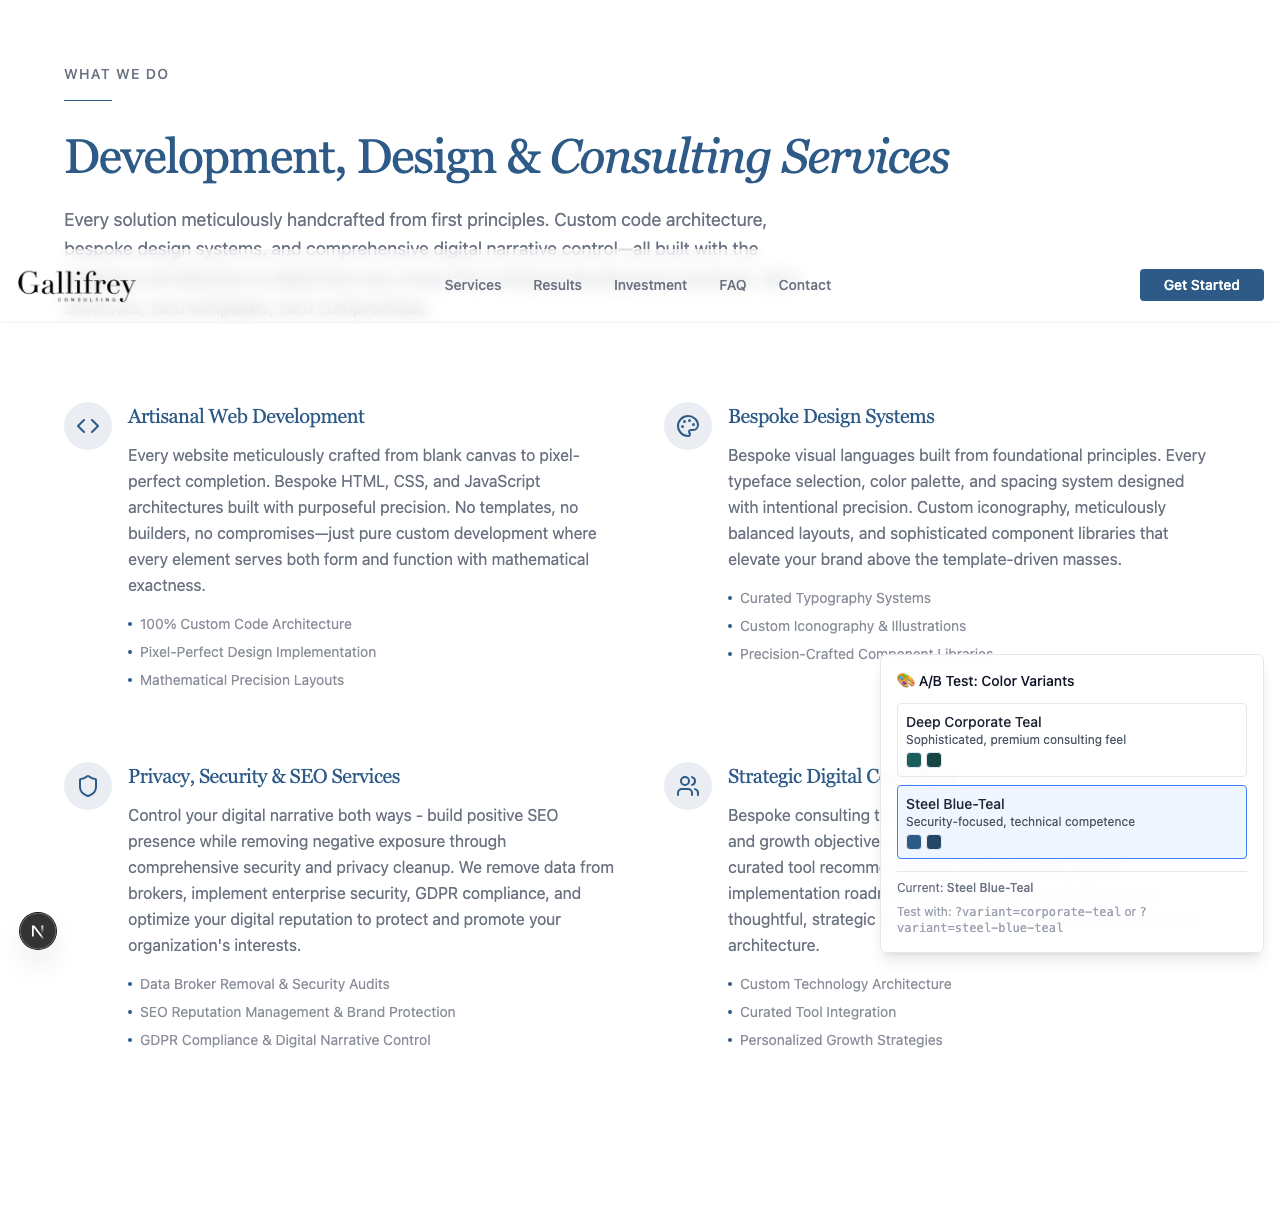 WHAT WE DO
Development, Design & Consulting Services
Every solution meticulously handcrafted from first principles. Custom code architecture,
bespoke design systems, and comprehensive digital narrative control—all built with the
shortcuts, zero templates, zero compromises.
Gallifrey
CONSULTING
Services
Results
Investment
FAQ
Contact
Get Started
Artisanal Web Development
Every website meticulously crafted from blank canvas to pixel-
perfect completion. Bespoke HTML, CSS, and JavaScript
architectures built with purposeful precision. No templates, no
builders, no compromises—just pure custom development where
every element serves both form and function with mathematical
exactness.
• 100% Custom Code Architecture
• Pixel-Perfect Design Implementation
• Mathematical Precision Layouts
Bespoke Design Systems
Bespoke visual languages built from foundational principles. Every
typeface selection, color palette, and spacing system designed
with intentional precision. Custom iconography, meticulously
balanced layouts, and sophisticated component libraries that
elevate your brand above the template-driven masses.
• Curated Typography Systems
• Custom Iconography & Illustrations
• Precision-Crafted Component Libraries
Privacy, Security & SEO Services
Control your digital narrative both ways - build positive SEO
presence while removing negative exposure through
comprehensive security and privacy cleanup. We remove data from
brokers, implement enterprise security, GDPR compliance, and
optimize your digital reputation to protect and promote your
organization's interests.
• Data Broker Removal & Security Audits
• SEO Reputation Management & Brand Protection
• GDPR Compliance & Digital Narrative Control
Strategic Digital C
Bespoke consulting t
and growth objective
curated tool recomm
implementation roadm
thoughtful, strategic
architecture.
• Custom Technology Architecture
• Curated Tool Integration
• Personalized Growth Strategies
🎨 A/B Test: Color Variants
Deep Corporate Teal
Sophisticated, premium consulting feel
Steel Blue-Teal
Security-focused, technical competence
Current: Steel Blue-Teal
Test with: ?variant=corporate-teal or ?
variant=steel-blue-teal
N